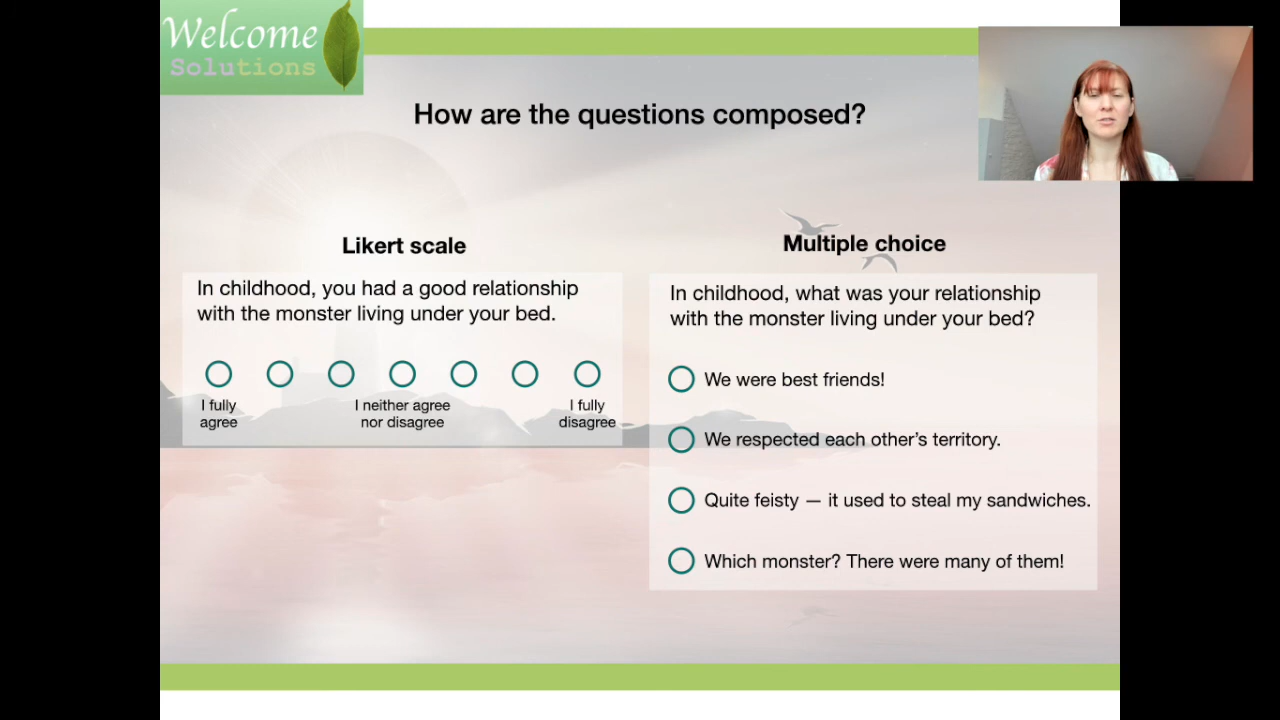 Welcome
Solutions
How are the questions composed?
Likert scale
In childhood, you had a good relationship
with the monster living under your bed.
I fully
agree
I neither agree
nor disagree
I fully
disagree
Multiple choice
In childhood, what was your relationship
with the monster living under your bed?
We were best friends!
We respected each other’s territory.
Quite feisty — it used to steal my sandwiches.
Which monster? There were many of them!